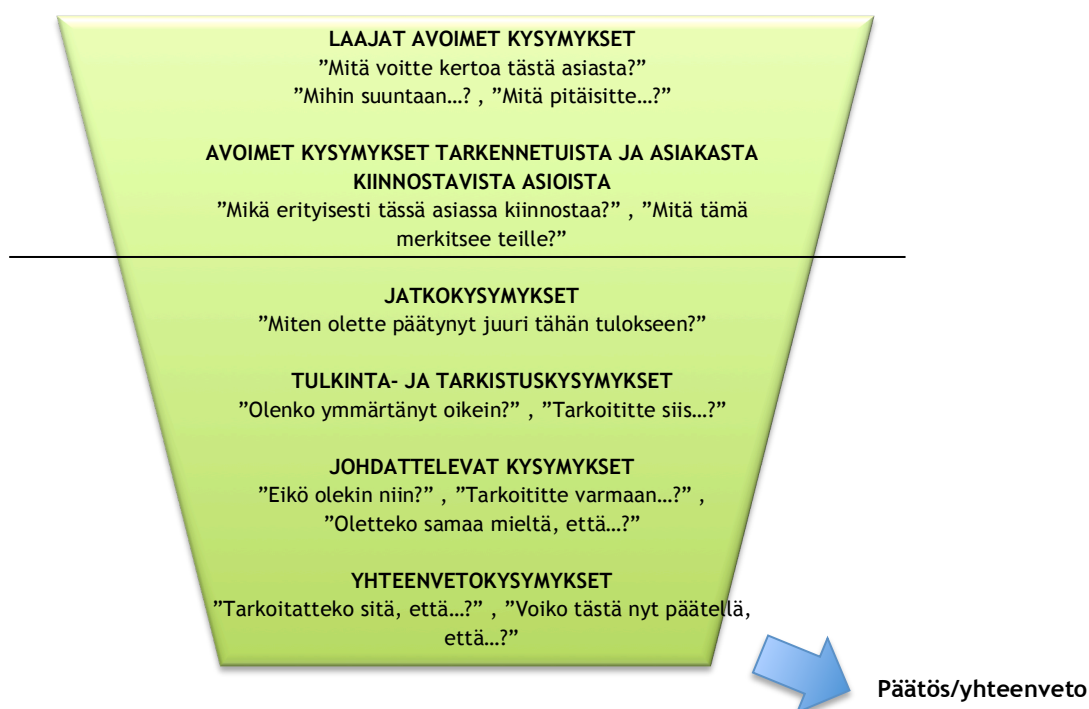 LAAJAT AVOIMET KYSYMYKSET
”Mitä voitte kertoa tästä asiasta?”
”Mihin suuntaan…? , ”Mitä pitäisitte…?”
AVOIMET KYSYMYKSET TARKENNETUISTA JA ASIAKASTA
KIINNOSTAVISTA ASIOISTA
”Mikä erityisesti tässä asiassa kiinnostaa?” , ”Mitä tämä
merkitsee teille?”
JATKOKYSYMYKSET
”Miten olette päätynyt juuri tähän tulokseen?”
TULKINTA- JA TARKISTUSKYSYMYKSET
”Olenko ymmärtänyt oikein?” , ”Tarkoititte siis…?”
JOHDATTELEVAT KYSYMYKSET
”Eikö olekin niin?” , ”Tarkoititte varmaan…?” ,
”Oletteko samaa mieltä, että…?”
YHTEENVETOKYSYMYKSET
”Tarkoitatteko sitä, että…?” , ”Voiko tästä nyt päätellä,
että…?”
Päätös/yhteenveto